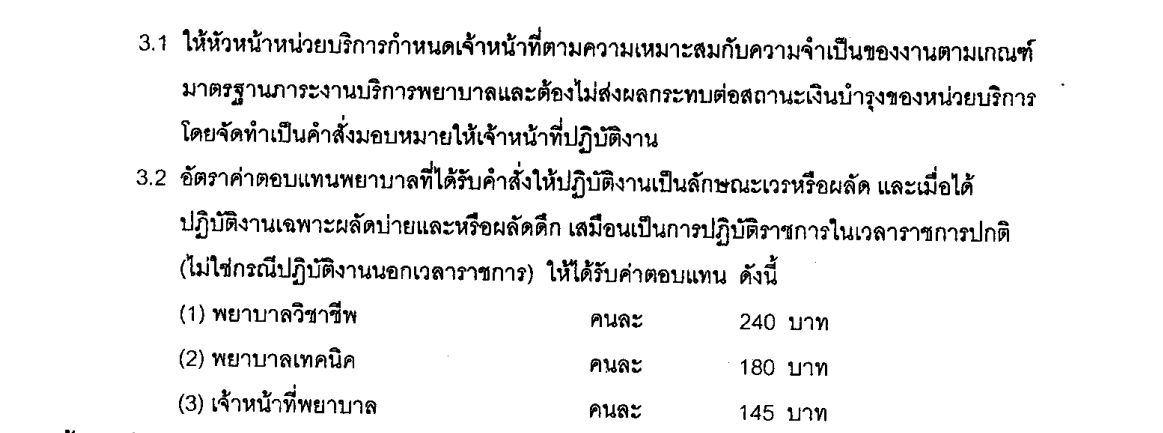 3.1 ให้หัวหน้าหน่วยบริการกำหนดเจ้าหน้าที่ตามความเหมาะสมกับความจำเป็นของงานตามเกณฑ์
มาตรฐานภาระงานบริการพยาบาลและต้องไม่ส่งผลกระทบต่อสถานะเงินบำรุงของหน่วยบริการ
โดยจัดทำเป็นคำสั่งมอบหมายให้เจ้าหน้าที่ปฏิบัติงาน
3.2 อัตราค่าตอบแทนพยาบาลที่ได้รับคำสั่งให้ปฏิบัติงานเป็นลักษณะเวรหรือผลัด และเมื่อได้
ปฏิบัติงานเฉพาะผลัดบ่ายและหรือผลัดดึก เสมือนเป็นการปฏิบัติราชการในเวลาราชการปกติ
(ไม่ใช่กรณีปฏิบัติงานนอกเวลาราชการ) ให้ได้รับค่าตอบแทน ดังนี้
(1) พยาบาลวิชาชีพ คนละ 240 บาท
(2) พยาบาลเทคนิค คนละ 180 บาท
(3) เจ้าหน้าที่พยาบาล คนละ 145 บาท